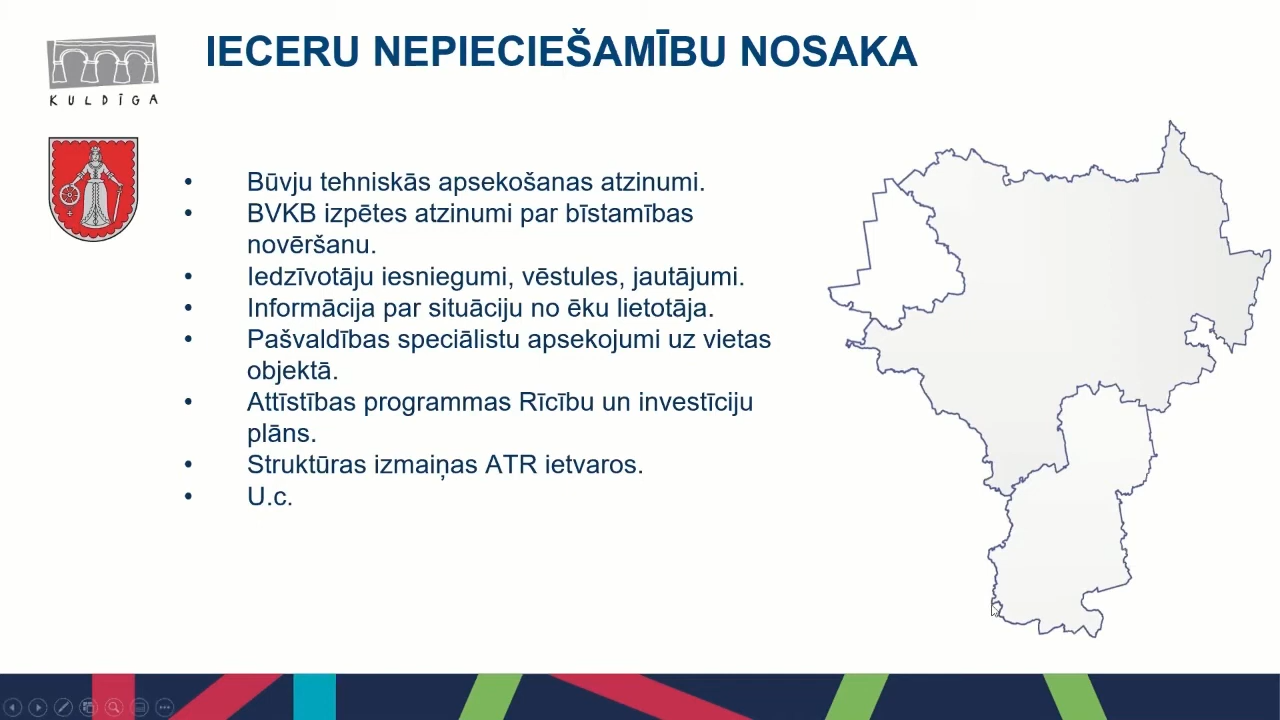 IECERU NEPIECIEŠAMĪBU NOSAKA
KULDĪGA
• Būvju tehniskās apsekošanas atzinumi.
• BVKB izpētes atzinumi par bīstamības
novēršanu.
• Iedzīvotāju iesniegumi, vēstules, jautājumi.
• Informācija par situāciju no ēku lietotāja.
• Pašvaldības speciālistu apsekojumi uz vietas
objektā.
• Attīstības programmas Rīcību un investīciju
plāns.
• Struktūras izmaiņas ATR ietvaros.
• U.c.